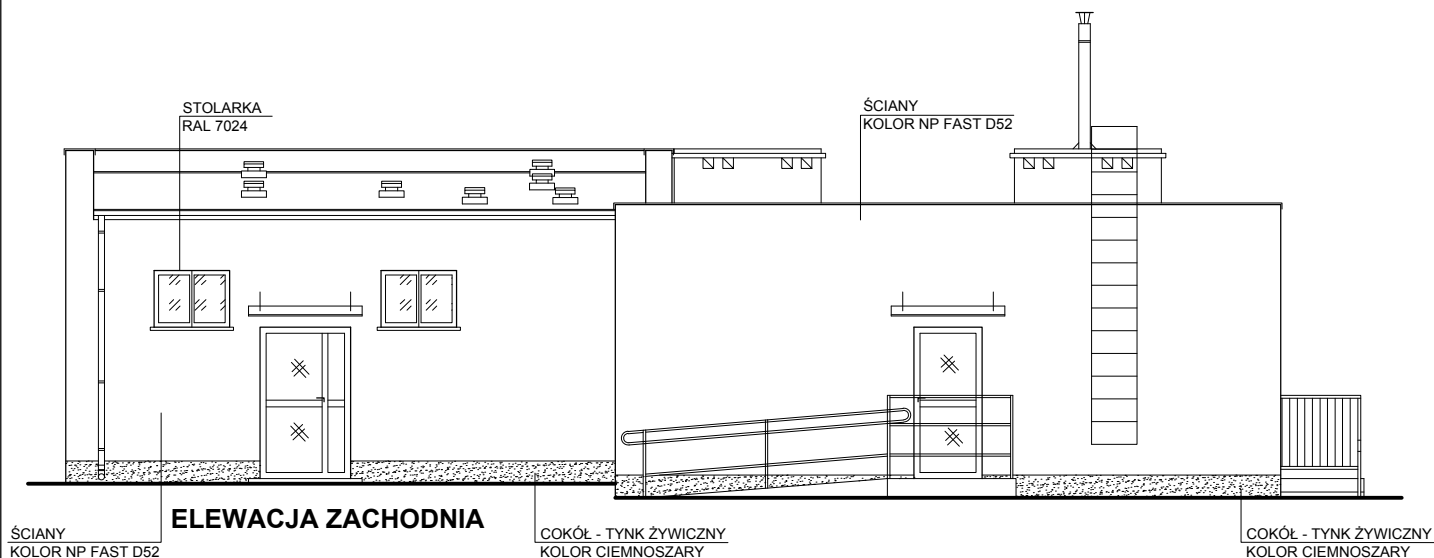 STOLARKA
RAL 7024
ŚCIANY
KOLOR NP FAST D52
ELEWACJA ZACHODNIA
ŚCIANY
KOLOR NP FAST D52
COKÓŁ - TYNK ŻYWICZNY
KOLOR CIEMNOSZARY
COKÓŁ - TYNK ŻYWICZNY
KOLOR CIEMNOSZARY